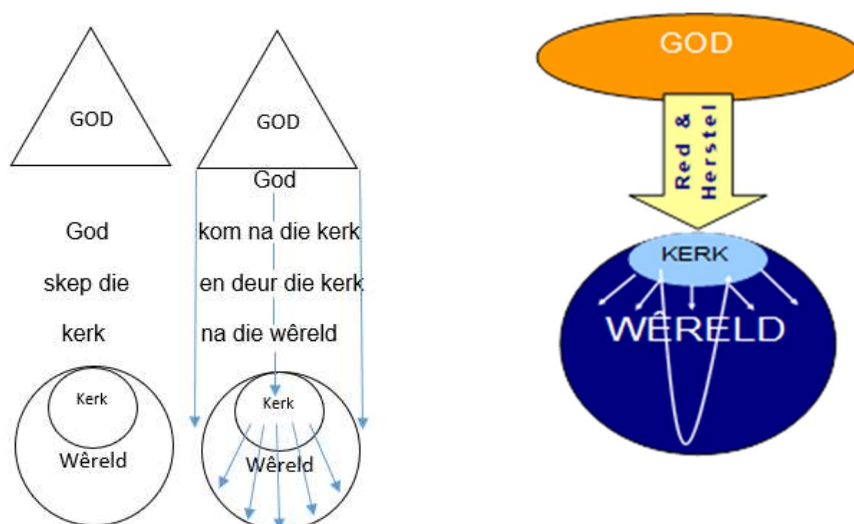 GOD
God
skep die
kerk
Kerk
Wêreld
GOD
God
kom na die kerk
en deur die kerk
na die wêreld
Kerk
Wêreld
GOD
Red &
Herstel
KERK
WÊRELD